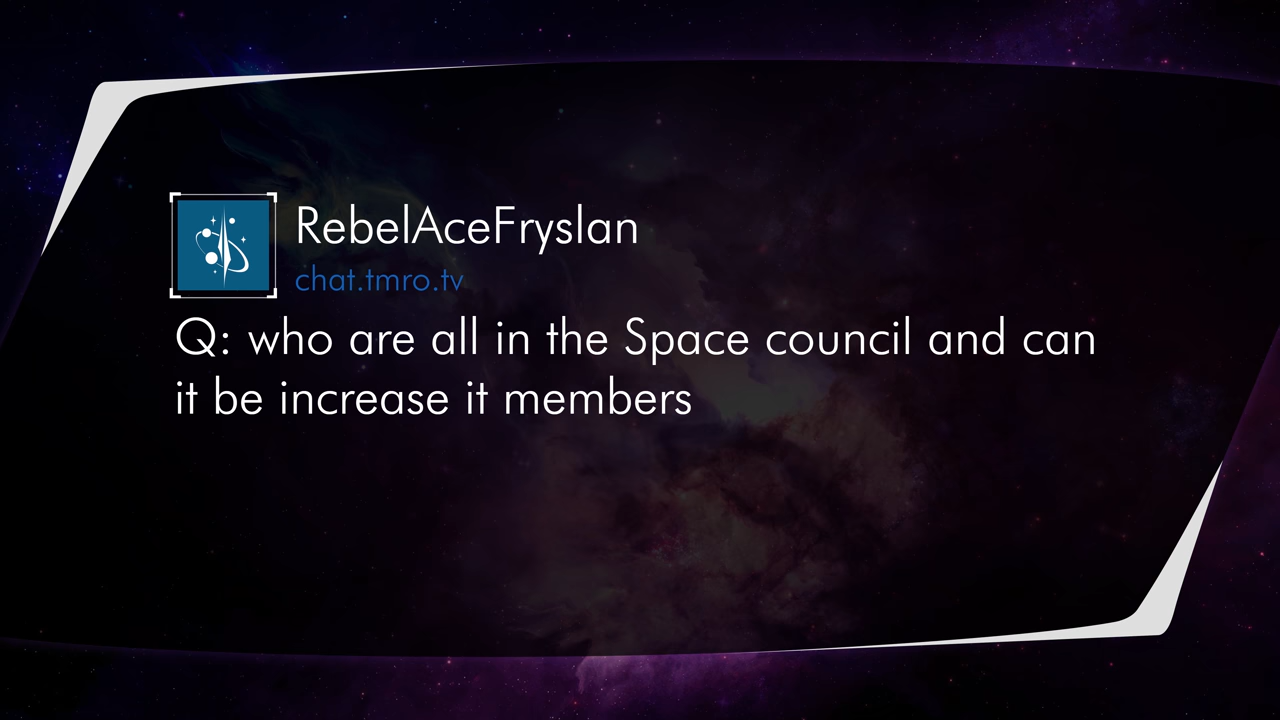 RebelAceFryslan
chat.tmro.tv
Q: who are all in the Space council and can
it be increase it members